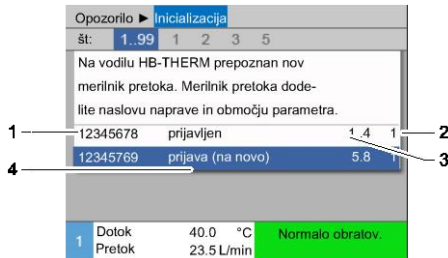 Opozorilo ► Inicializacija
št: 1..99 1 2 3 5
Na vodilu HB-THERM prepoznan nov
merilnik pretoka. Merilnik pretoka dode-
lite naslovu naprave in območju parametra.
1 12345678 prijavljen 1..4 1 2
12345769 prijava (na novo) 5.8 1 3
4
1 Dotok 40.0 °C Normalo obratov.
Pretok 23.5 L/min